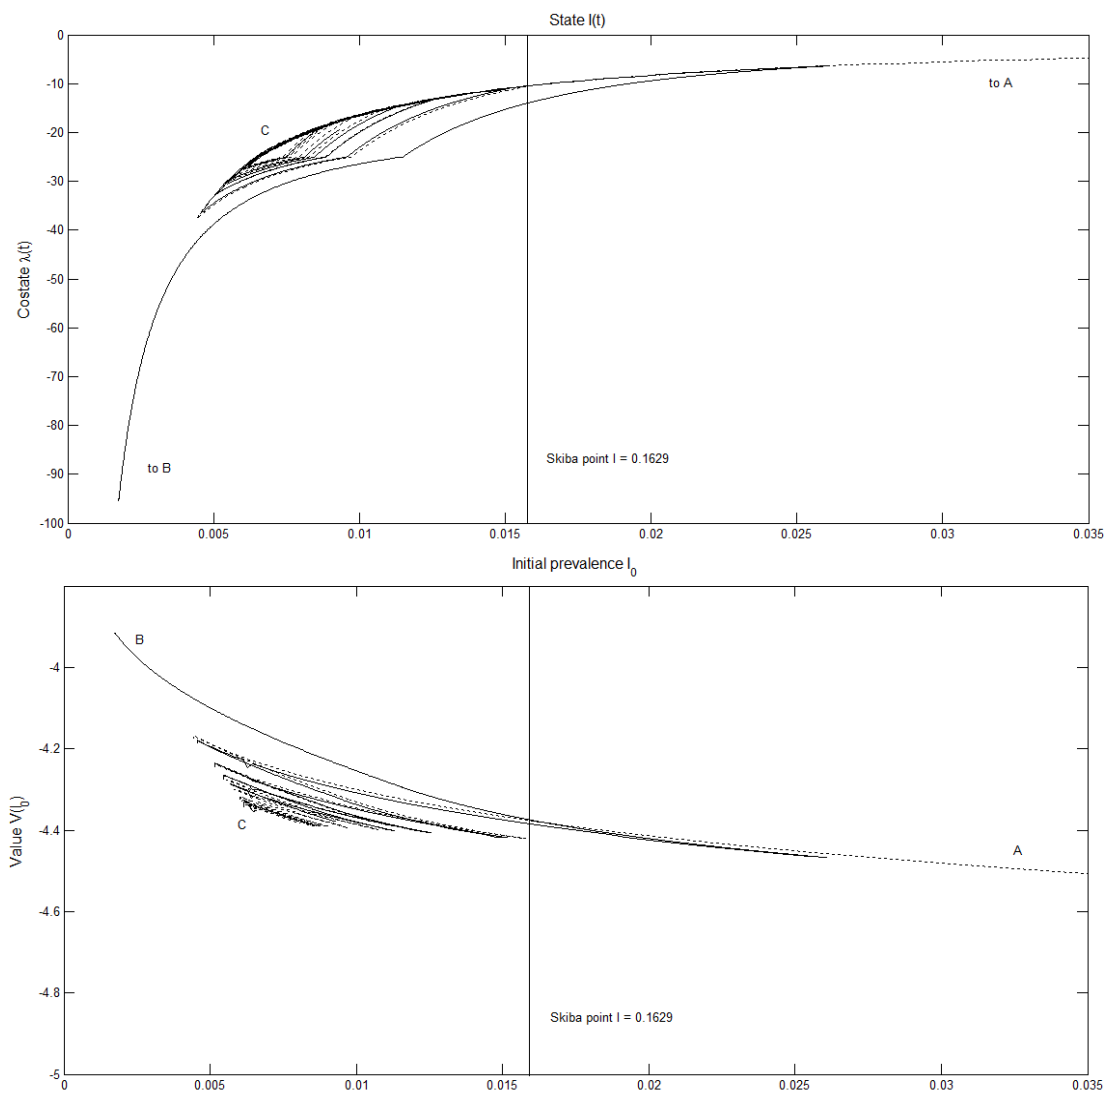 State I(t)
0
-10
-20
-30
-40
-50
-60
-70
-80
-90
-100
Costate λ(t)
C
to A
to B
Skiba point I = 0.1629
0 0.005 0.01 0.015 0.02 0.025 0.03 0.035
Initial prevalence I0
-4
-4.2
-4.4
-4.6
-4.8
-5
Value V(I0)
B
C
A
Skiba point I = 0.1629
0 0.005 0.01 0.015 0.02 0.025 0.03 0.035